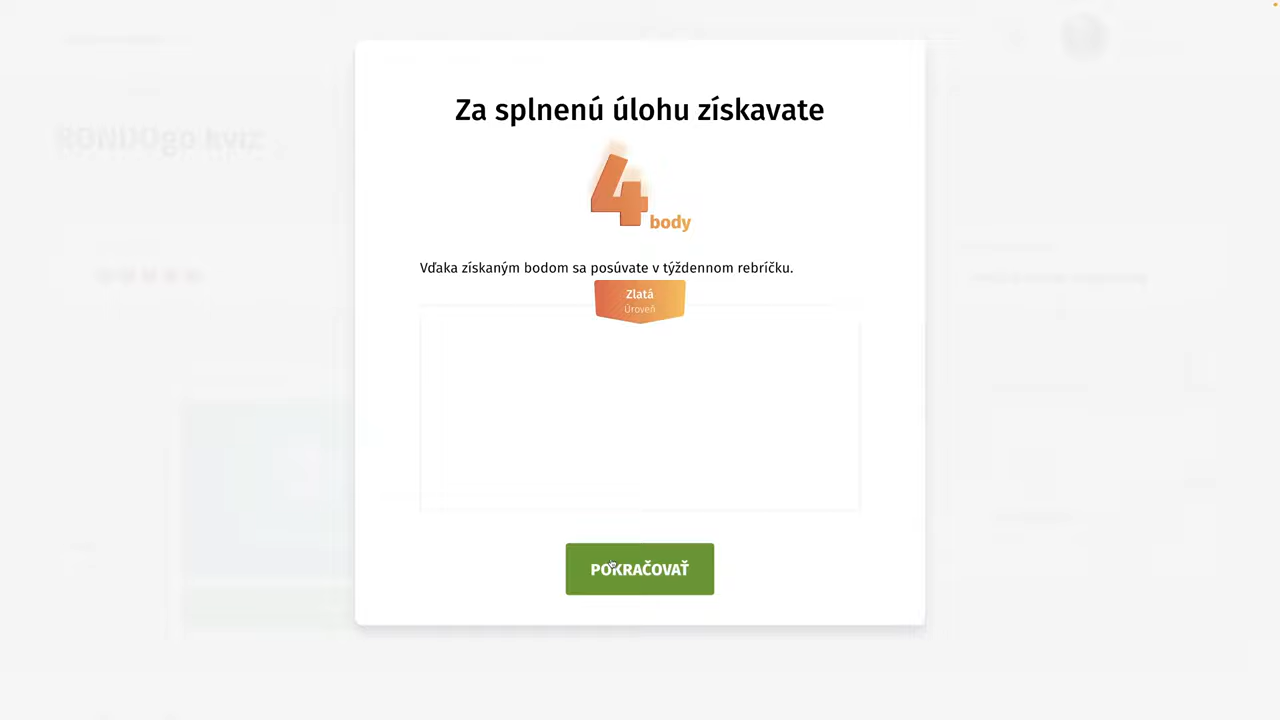 Za splnenú úlohu získavate
4 body
Vďaka získaným bodom sa posúvate v týždennom rebríčku.
Zlatá
Úroveň
POKRAČOVAŤ